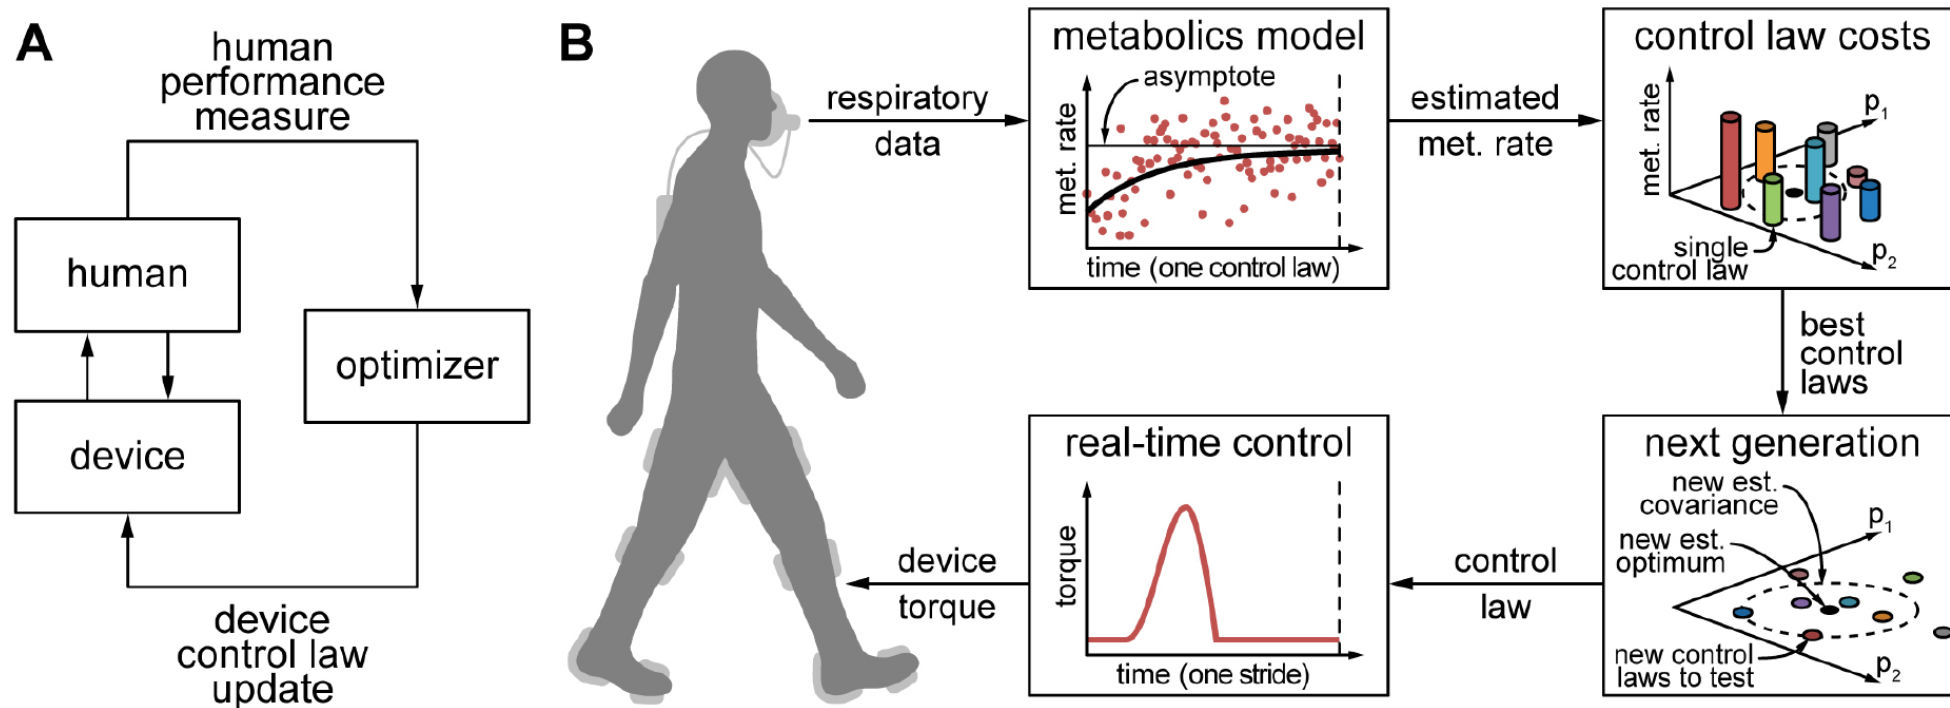 A
human
performance
measure
human
device
optimizer
device
control law
update
B
respiratory
data
metabolics model
asymptote
met. rate
time (one control law)
estimated
met. rate
control law costs
met. rate
p1
p2
single
control law
best
control
laws
next generation
new est.
covariance
new est.
optimum
p1
p2
new control
laws to test
control
law
real-time control
torque
time (one stride)
device
torque